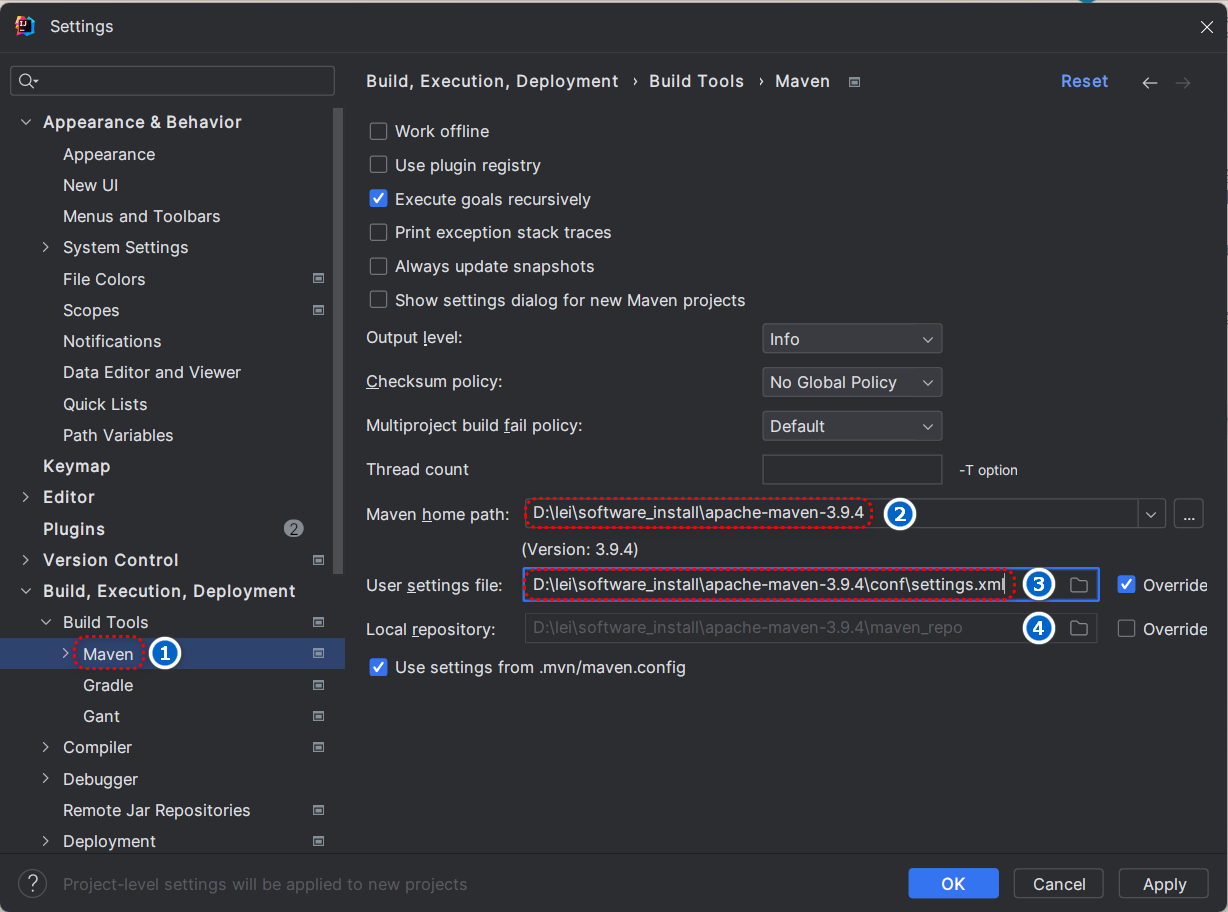 Settings
Build, Execution, Deployment › Build Tools › Maven
Reset
Appearance & Behavior
Appearance
New UI
Menus and Toolbars
System Settings
File Colors
Scopes
Notifications
Data Editor and Viewer
Quick Lists
Path Variables
Keymap
Editor
Plugins 2
Version Control
Build, Execution, Deployment
Build Tools
Maven 1
Gradle
Gant
Compiler
Debugger
Remote Jar Repositories
Deployment
Work offline
Use plugin registry
Execute goals recursively
Print exception stack traces
Always update snapshots
Show settings dialog for new Maven projects
Output level: Info
Checksum policy: No Global Policy
Multiproject build fail policy: Default
Thread count -T option
Maven home path: D:\lei\software_install\apache-maven-3.9.4 2 ...
(Version: 3.9.4)
User settings file: D:\lei\software_install\apache-maven-3.9.4\conf\settings.xml 3 Override
Local repository: D:\lei\software_install\apache-maven-3.9.4\maven_repo 4 Override
Use settings from .mvn/maven.config
? Project-level settings will be applied to new projects
OK Cancel Apply